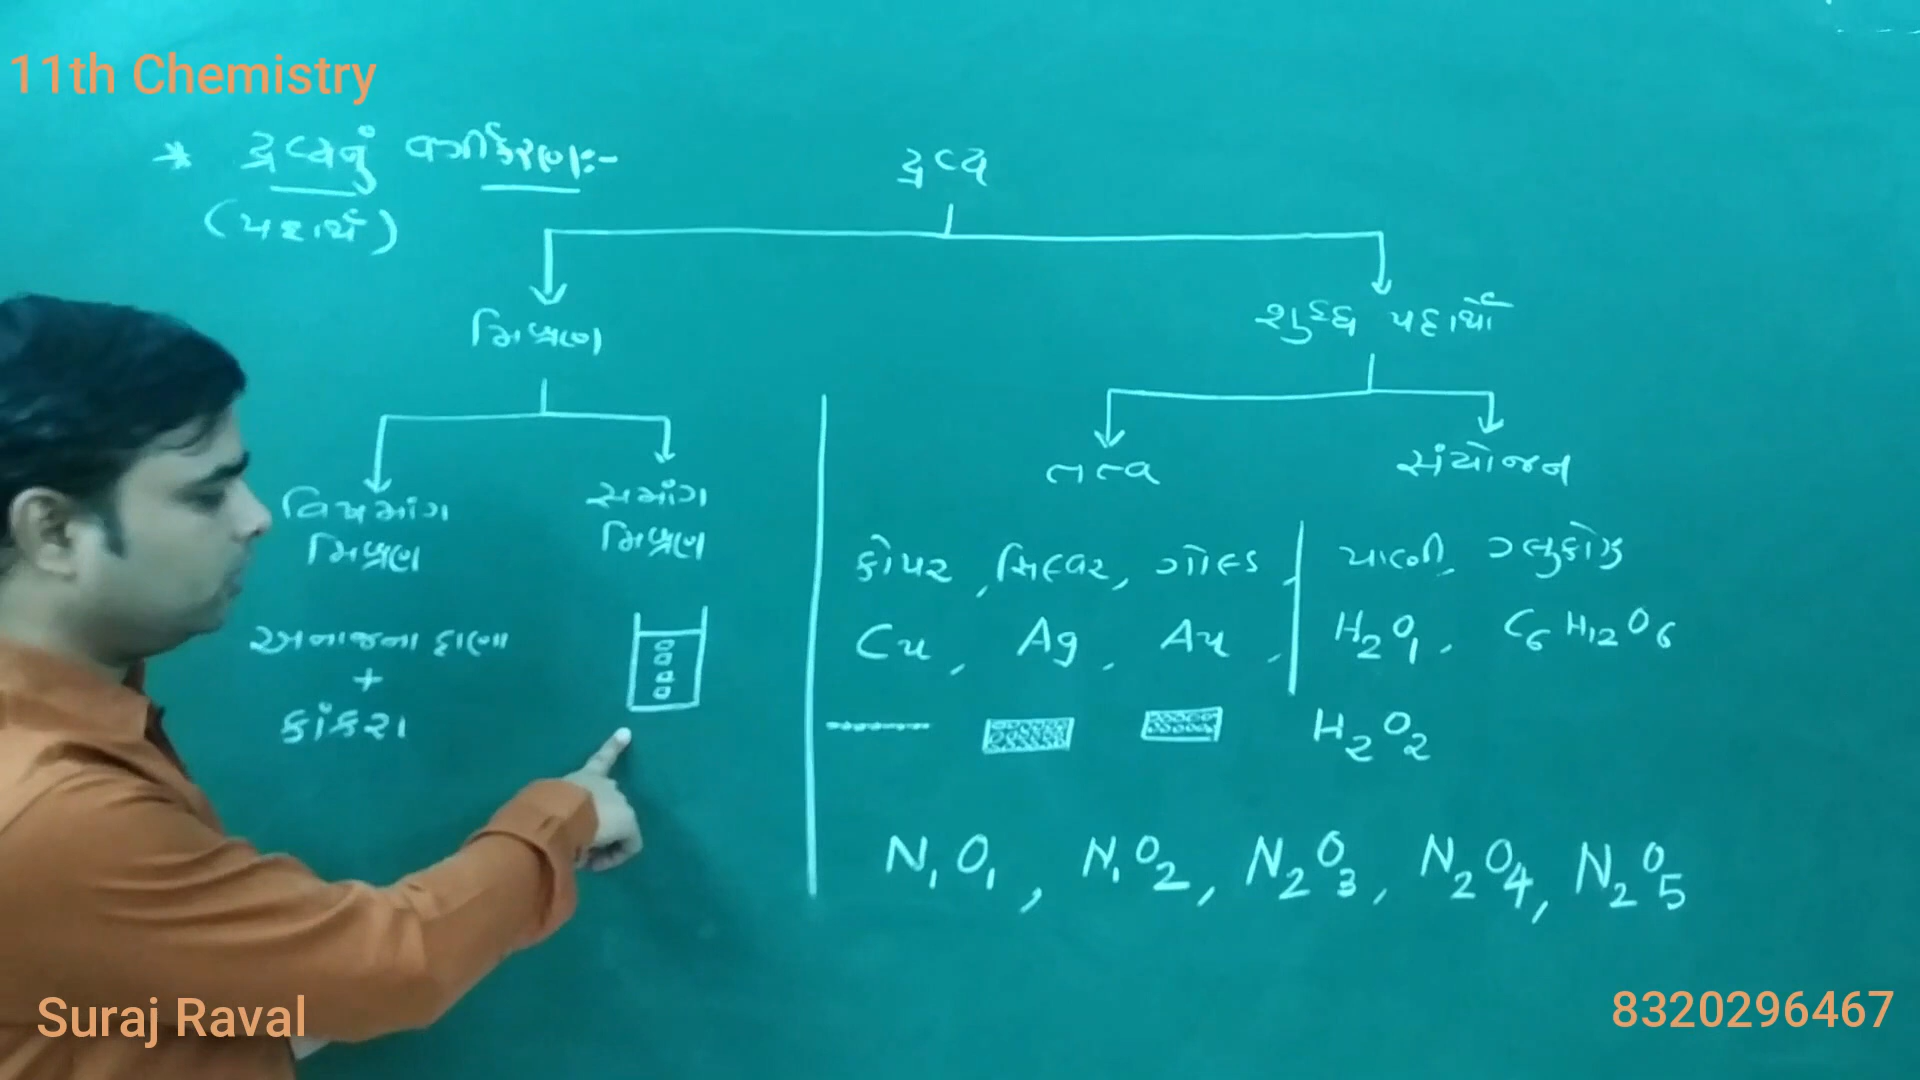 11th Chemistry
* દ્રવ્યનું વર્ગીકરણ:-
(પદાર્થ)
દ્રવ્ય
મિશ્રણ
શુદ્ધ પદાર્થો
વિષમાંગ મિશ્રણ
સમાંગ મિશ્રણ
તત્વ
સંયોજન
અનાજના દાણા
+
કાંકરા
કોપર, સિલ્વર, ગોલ્ડ,
Cu, Ag, Au,
પાણી, ગ્લુકોઝ
H2O1, C6H12O6
H2O2
N1O1, N1O2, N2O3, N2O4, N2O5
Suraj Raval
8320296467